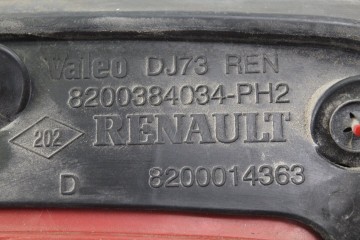 Valeo DJ73 REN
8200384034-PH2
202 RENAULT
D 8200014363